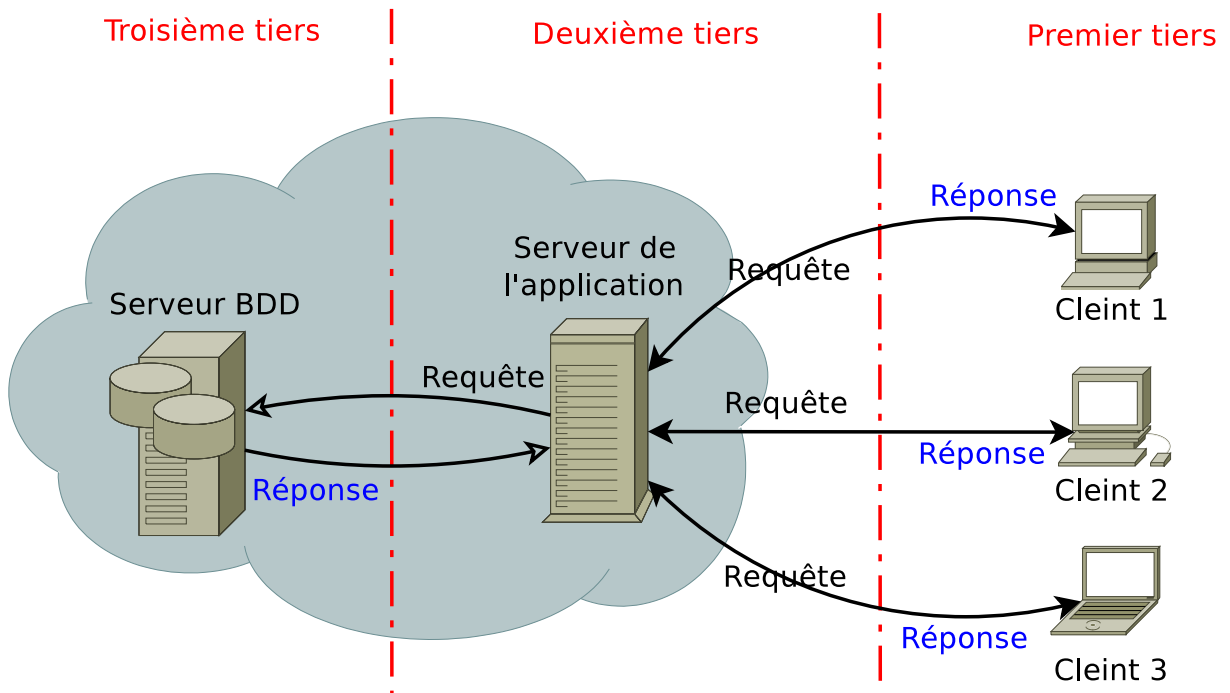 Troisième tiers
Deuxième tiers
Premier tiers
Réponse
Serveur de
l'application
Requête
Serveur BDD
Cleint 1
Requête
Requête
Réponse
Réponse
Cleint 2
Requête
Réponse
Cleint 3